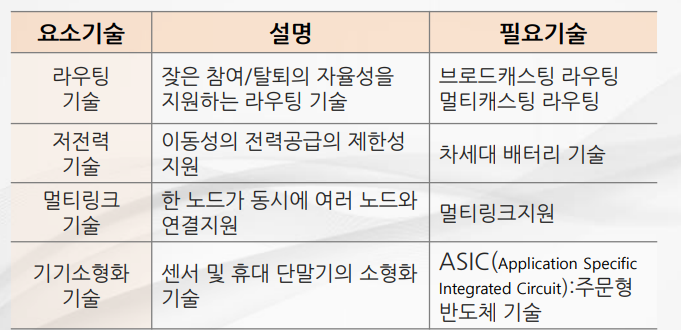 요소기술 설명 필요기술
라우팅
기술
잦은 참여/탈퇴의 자율성을
지원하는 라우팅 기술
브로드캐스팅 라우팅
멀티캐스팅 라우팅
저전력
기술
이동성의 전력공급의 제한성
지원
차세대 배터리 기술
멀티링크
기술
한 노드가 동시에 여러 노드와
연결지원
멀티링크지원
기기소형화
기술
센서 및 휴대 단말기의 소형화
기술
ASIC(Application Specific
Integrated Circuit):주문형
반도체 기술